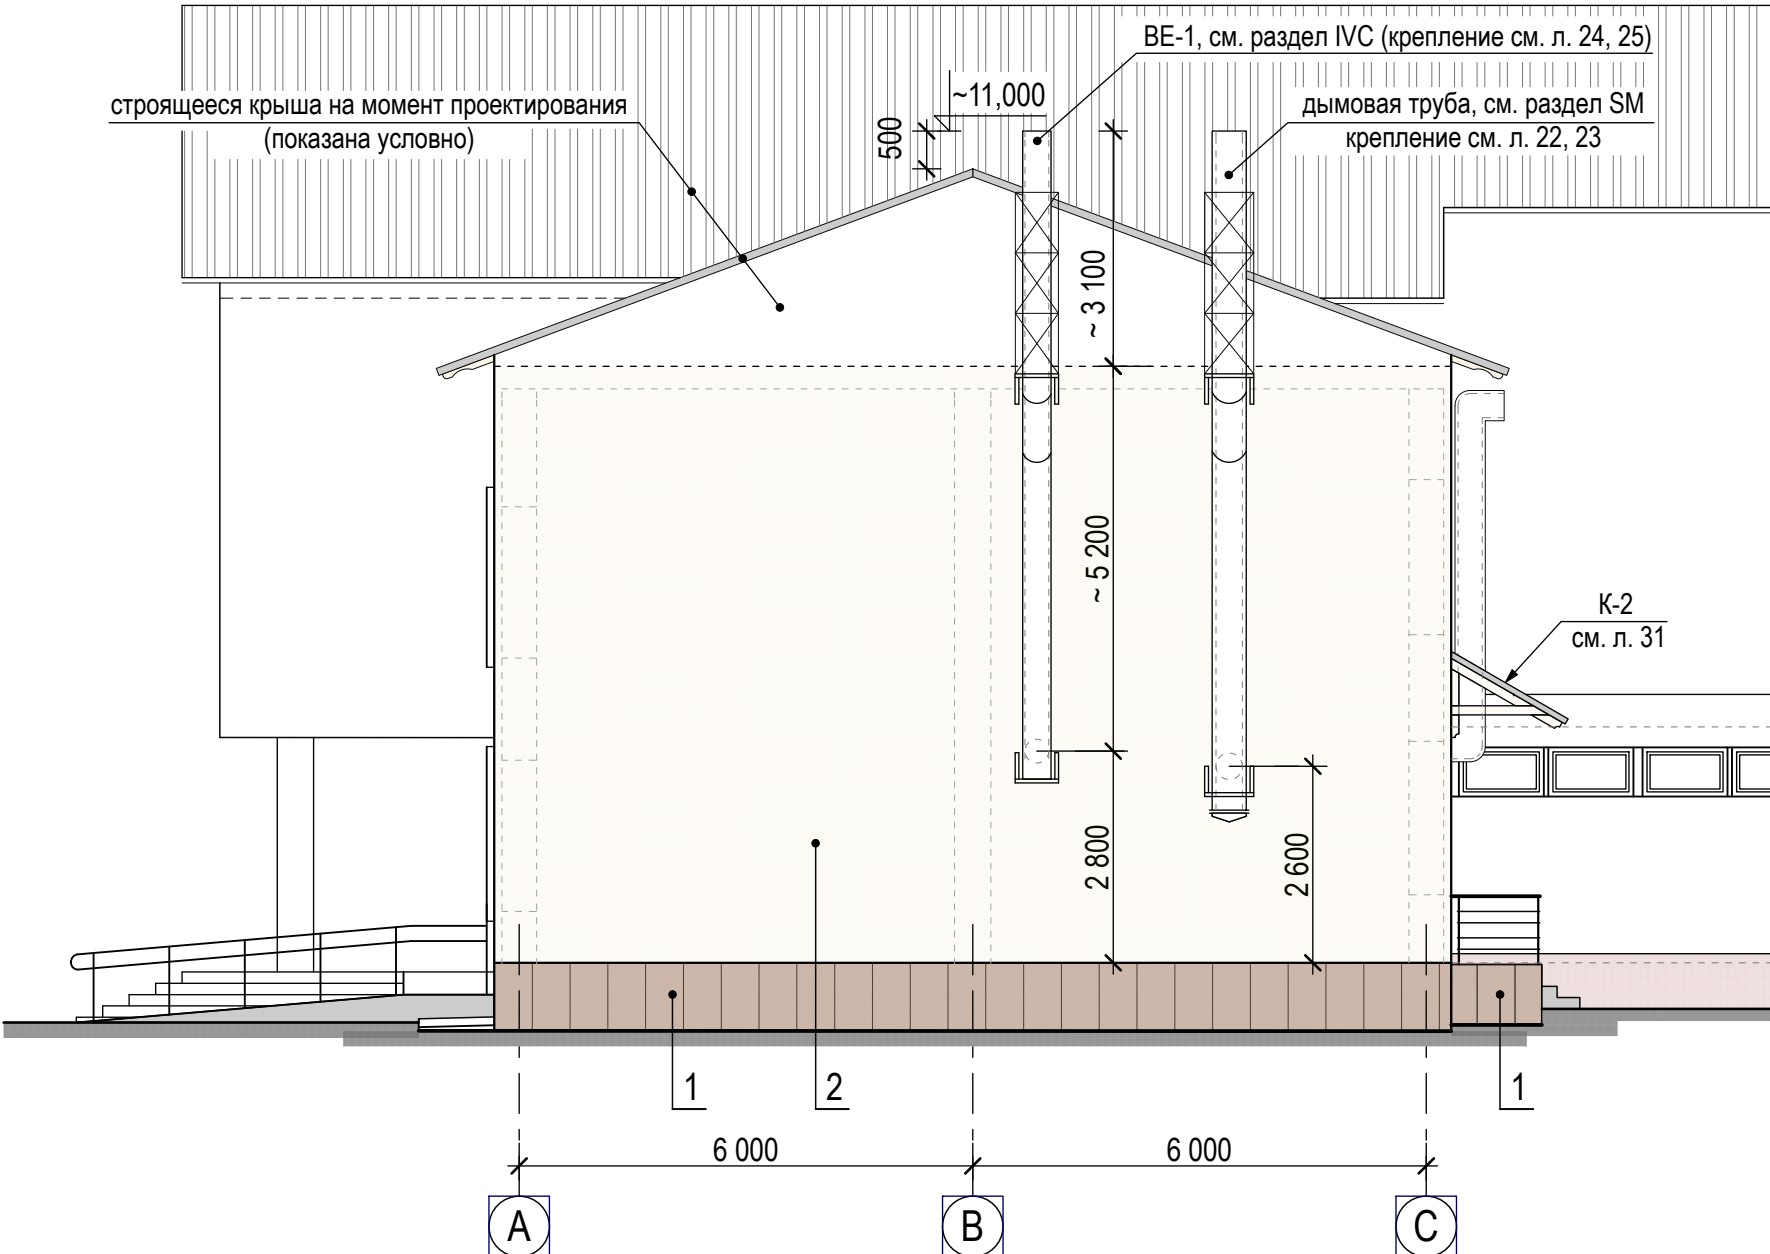 ВЕ-1, см. раздел IVC (крепление см. л. 24, 25)
строящееся крыша на момент проектирования
(показана условно)
~11,000
500
дымовая труба, см. раздел SM
крепление см. л. 22, 23
~ 3 100
~ 5 200
К-2
см. л. 31
2 800
2 600
1
2
1
6 000
6 000
A
B
C